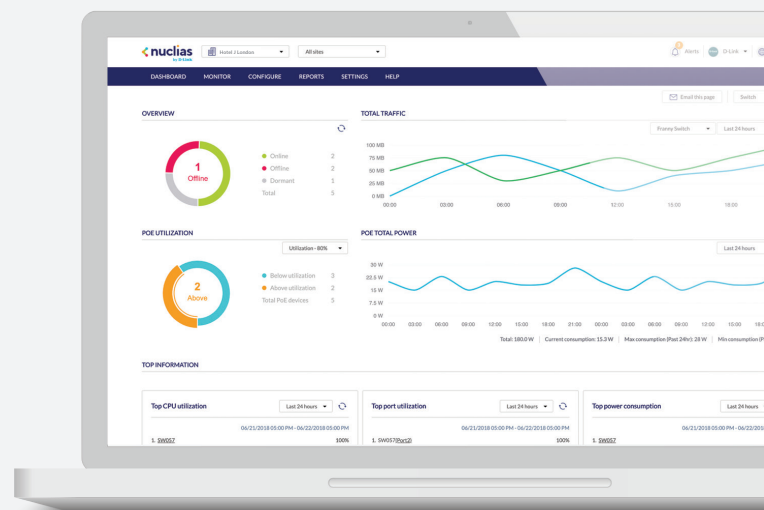 nuclias
by D-Link
Hotel J London
All sites
Alerts
D-Link
DASHBOARD MONITOR CONFIGURE REPORTS SETTINGS HELP
Email this page
Switch
OVERVIEW
1
Offline
Online 2
Offline 2
Dormant 1
Total 5
TOTAL TRAFFIC
Franny Switch
Last 24 hours
100 MB
75 MB
50 MB
25 MB
0 MB
00:00 03:00 06:00 09:00 12:00 15:00 18:00
POE UTILIZATION
Utilization - 80%
2
Above
Below utilization 3
Above utilization 2
Total PoE devices 5
POE TOTAL POWER
Last 24 hours
30 W
22.5 W
15 W
7.5 W
0 W
00:00 03:00 06:00 09:00 12:00 15:00 18:00 21:00 00:00 03:00 06:00 09:00 12:00 15:00 18:0
Total: 180.0 W | Current consumption: 15.3 W | Max consumption (Past 24hr): 28 W | Min consumption (P
TOP INFORMATION
Top CPU utilization
Last 24 hours
06/21/2018 05:00 PM - 06/22/2018 05:00 PM
1. SW057 100%
Top port utilization
Last 24 hours
06/21/2018 05:00 PM - 06/22/2018 05:00 PM
1. SW057(Port2) 100%
Top power consumption
Last 24 hours
06/21/2018 05:00 PM - 06/22/201
1. SW057